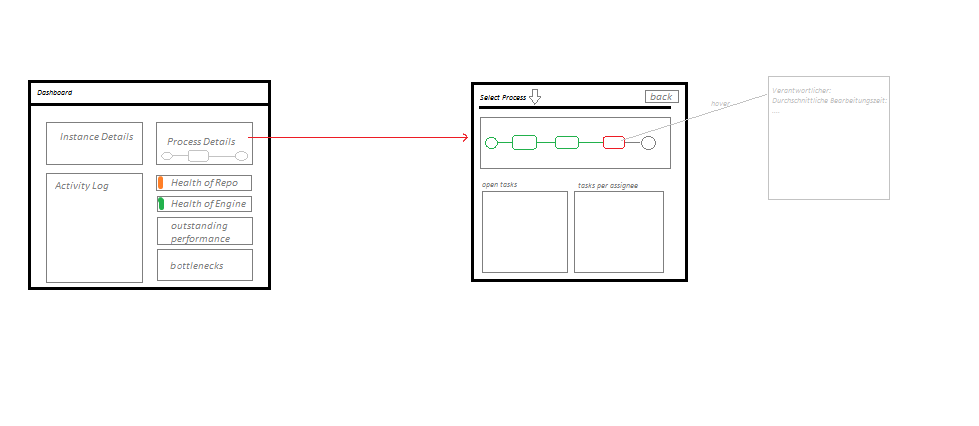 Dashboard
Instance Details
Process Details
Activity Log
Health of Repo
Health of Engine
outstanding
performance
bottlenecks
Select Process
back
open tasks
tasks per assignee
hover
Verantwortlicher:
Durchschnittliche Bearbeitungszeit:
....